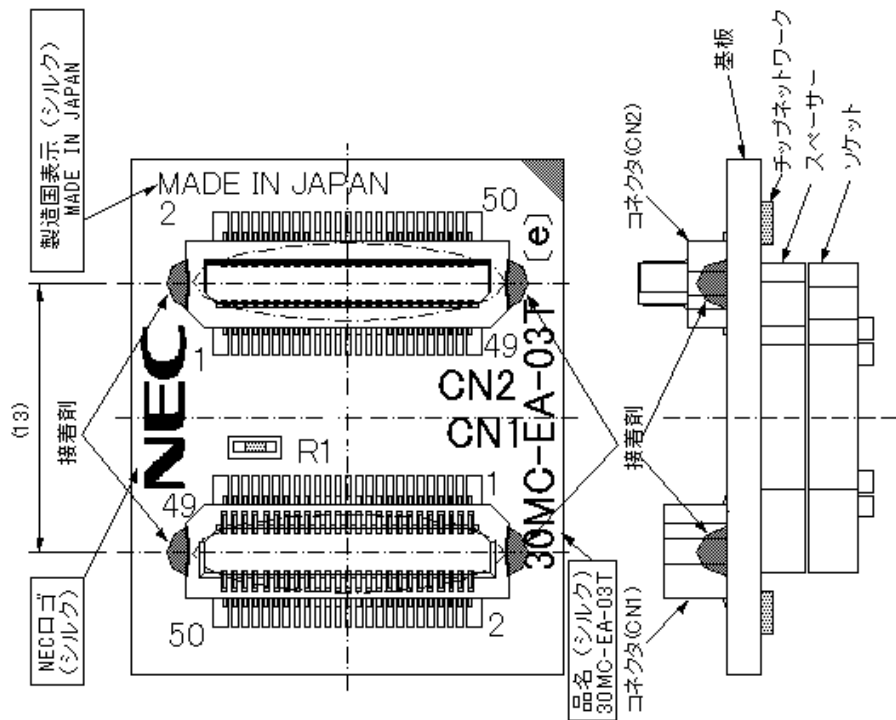 製造国表示 (シルク)
MADE IN JAPAN
MADE IN JAPAN
2
50
(e)
1
49
NEC
CN2
CN1
30MC-EA-03T
R1
49
1
50
2
(13)
接着剤
NECロゴ
(シルク)
品名 (シルク)
30MC-EA-03T
接着剤
コネクタ(CN2)
コネクタ(CN1)
基板
チップネットワーク
スペーサー
ソケット